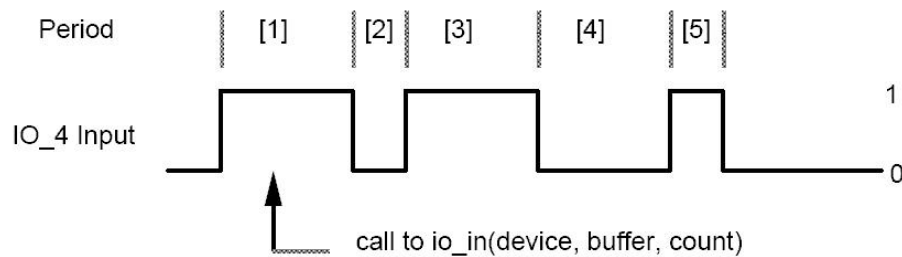 Period [1] [2] [3] [4] [5]
1
IO_4 Input
0
call to io_in(device, buffer, count)